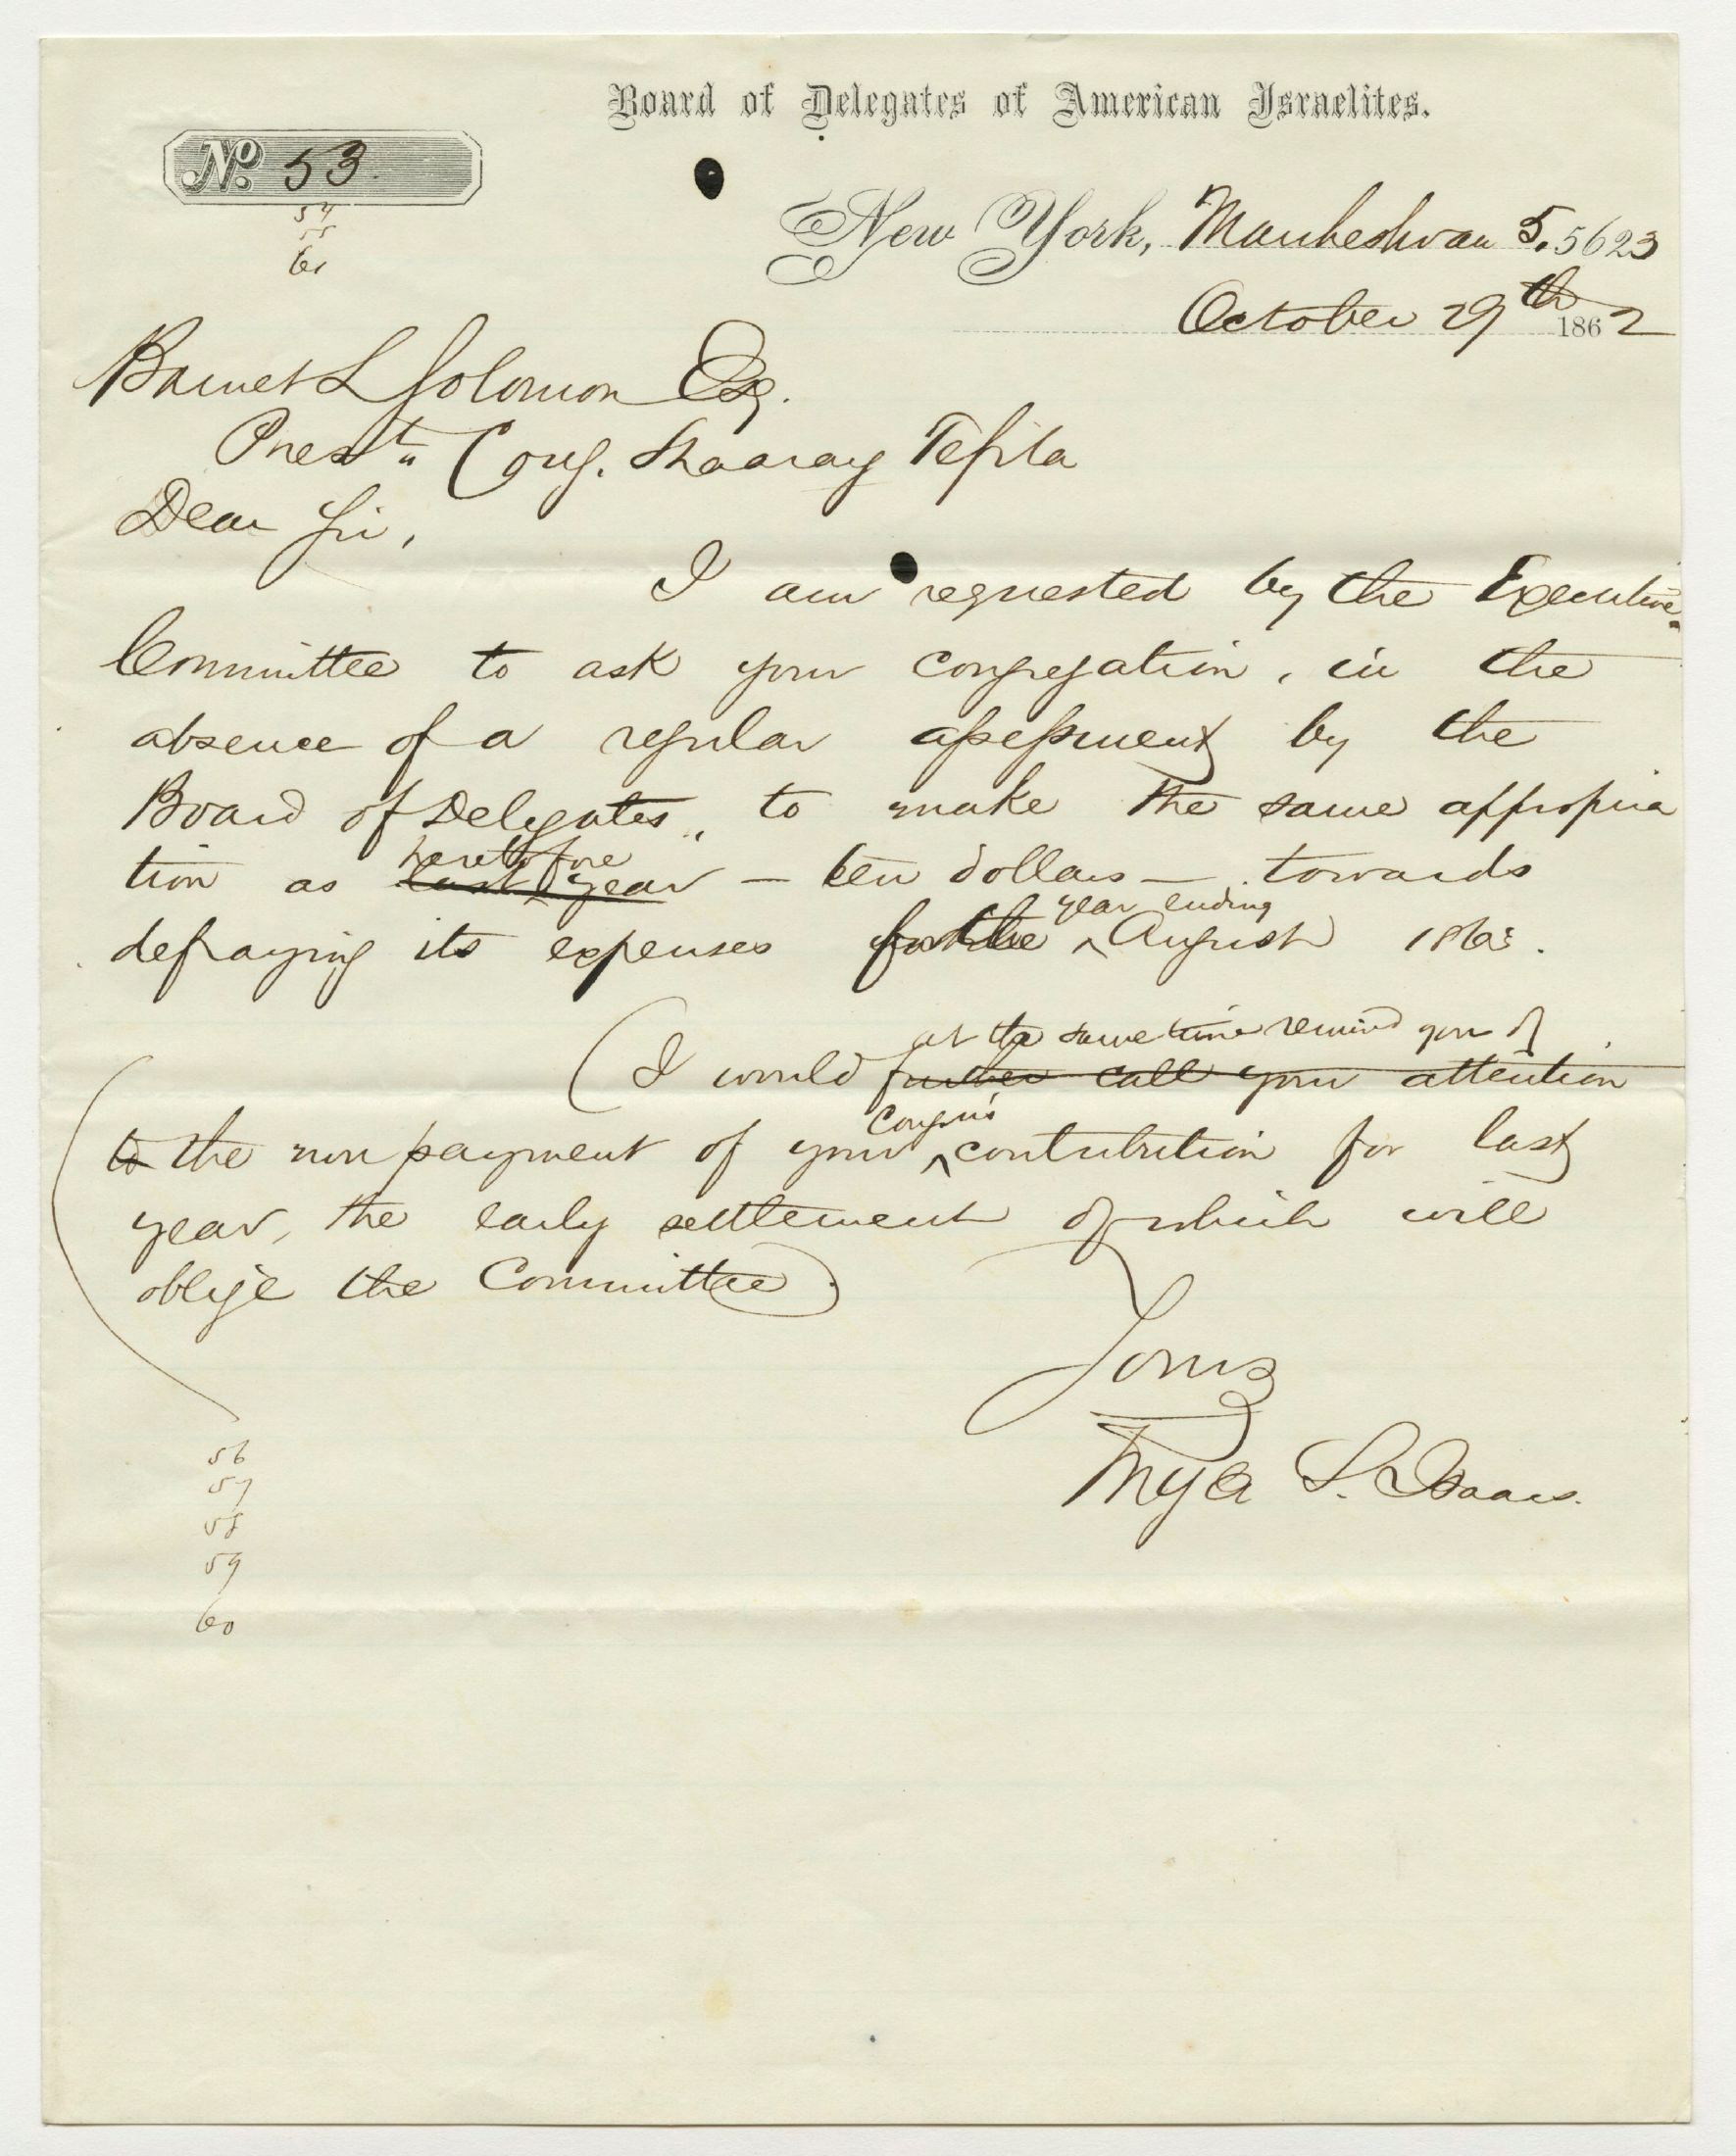 Board of Delegates of American Israelites.
No. 53.
54
55
61
New York, Marcheshvan 5. 5623
October 29th 1862
Barnet L Solomon Esq.
Presdt. Cong. Shaaray Tefila
Dear Sir,
I am requested by the Executive
Committee to ask your congregation, in the
absence of a regular assessment by the
Board of Delegates, to make the same appropria
heretofore
tion as last year — ten dollars — towards
year ending
defraying its expenses for the ^ August 1863.
at the same time remind you of
(I would further call your attention
Cong'ns
to the non payment of your ^ contribution for last
year, the early settlement of which will
oblige the Committee)
Yours
Myer S. Isaacs.
56
57
58
59
60